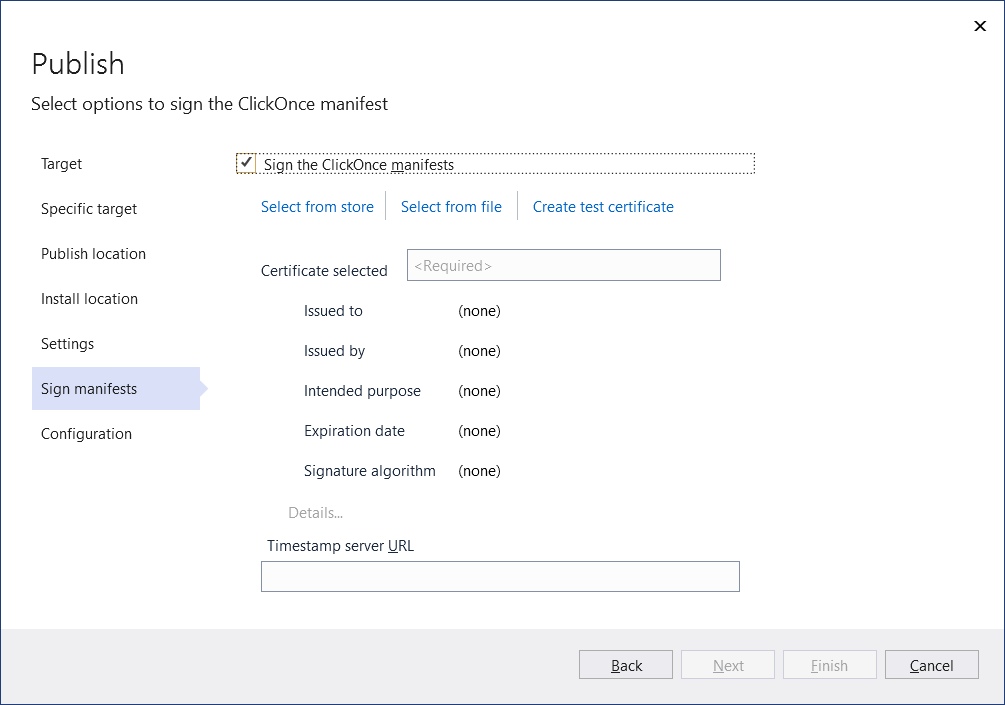 Publish
Select options to sign the ClickOnce manifest
Target
Specific target
Publish location
Install location
Settings
Sign manifests
Configuration
Sign the ClickOnce manifests
Select from store
Select from file
Create test certificate
Certificate selected <Required>
Issued to (none)
Issued by (none)
Intended purpose (none)
Expiration date (none)
Signature algorithm (none)
Details...
Timestamp server URL
Back
Next
Finish
Cancel